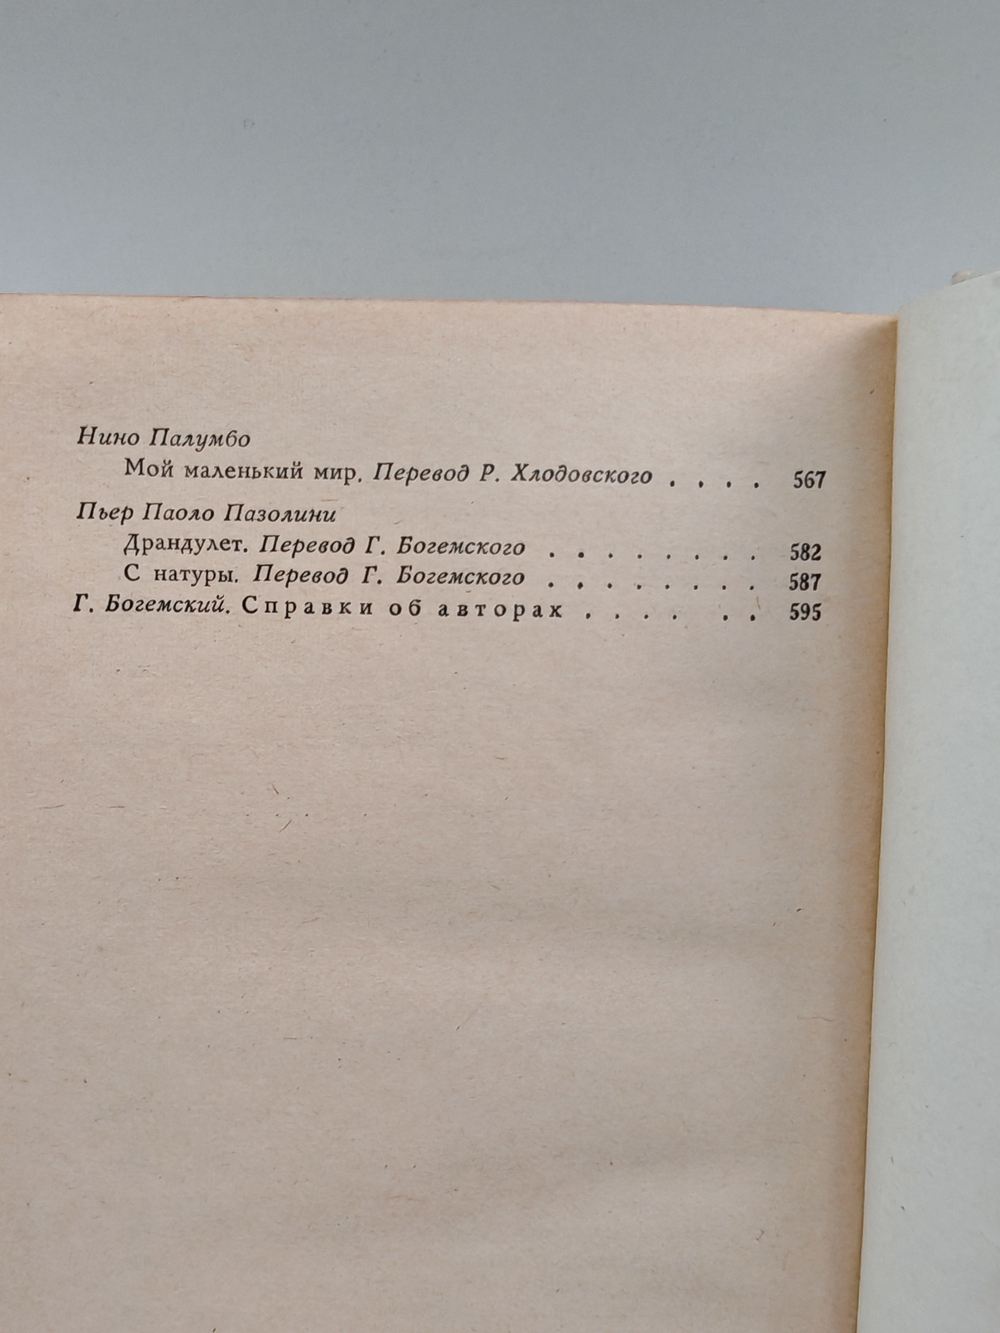 Нино Палумбо
Мой маленький мир. Перевод Р. Хлодовского . . . . 567
Пьер Паоло Пазолини
Драндулет. Перевод Г. Богемского . . . . . . . . 582
С натуры. Перевод Г. Богемского . . . . . . . . 587
Г. Богемский. Справки об авторах . . . . . . 595